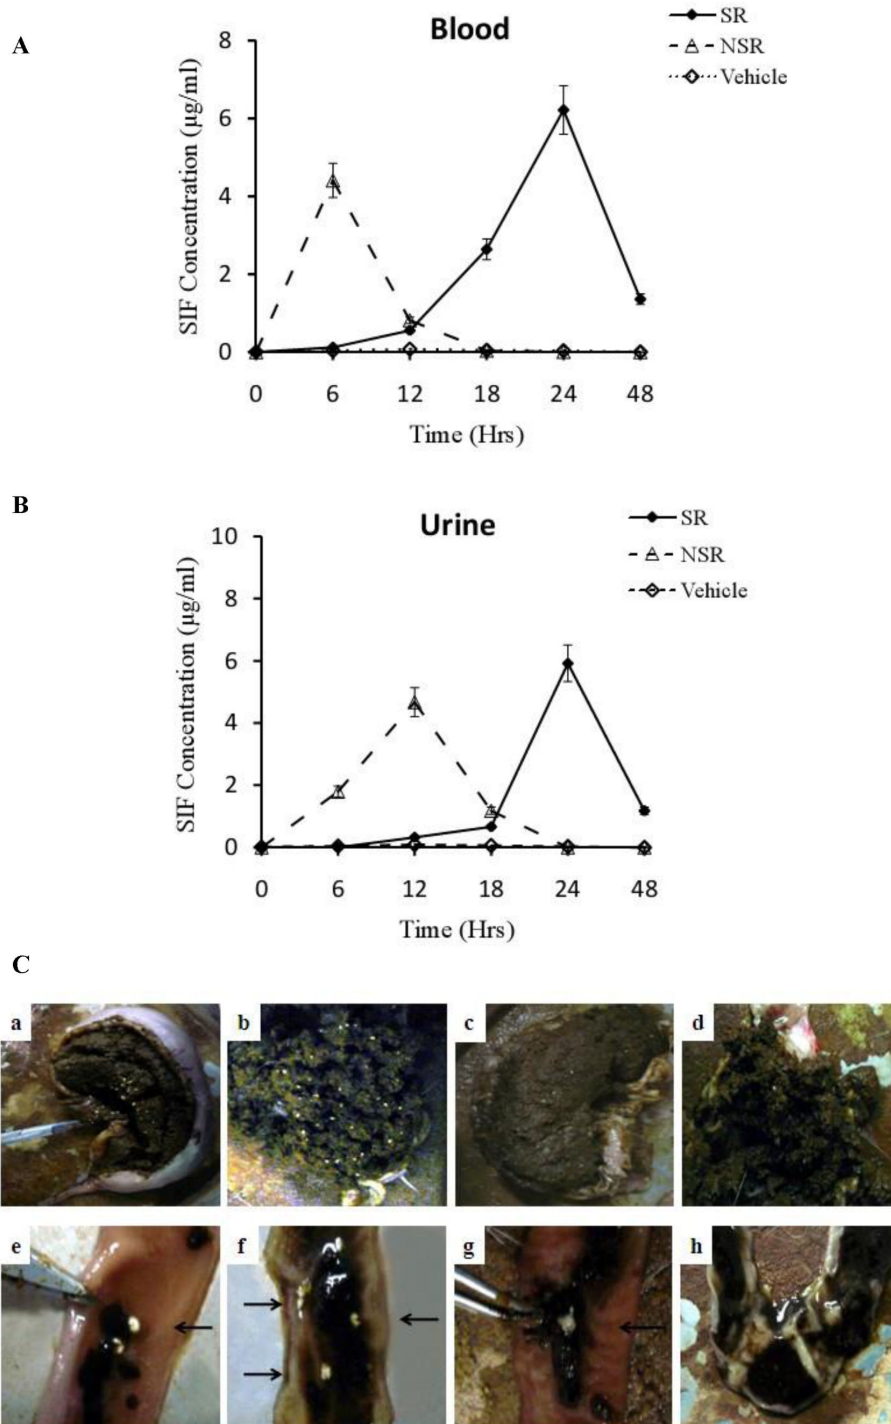 A
Blood
SR
NSR
Vehicle
SIF Concentration (µg/ml)
8
6
4
2
0
0 6 12 18 24 48
Time (Hrs)
B
Urine
SR
NSR
Vehicle
SIF Concentration (µg/ml)
10
8
6
4
2
0
0 6 12 18 24 48
Time (Hrs)
C
a b c d
e f g h